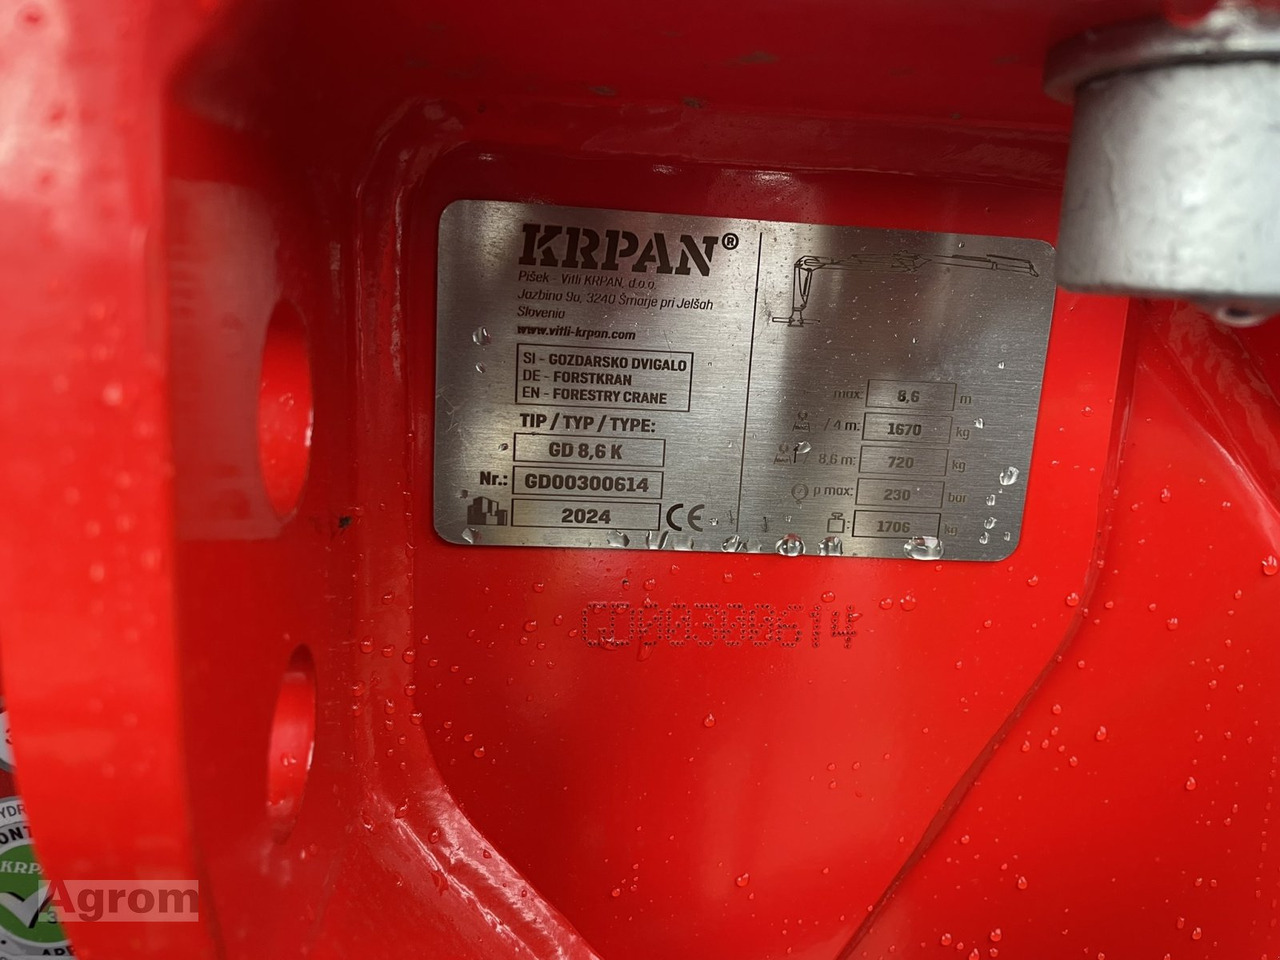 KRPAN®
Pišek - Vitli KRPAN, d.o.o.
Jazbina 9a, 3240 Šmarje pri Jelšah
Slovenia
www.vitli-krpan.com
SI - GOZDARSKO DVIGALO
DE - FORSTKRAN
EN - FORESTRY CRANE
TIP / TYP / TYPE:
GD 8,6 K
Nr.: GD00300614
2024 CE
max: 8,6 m
/ 4 m: 1670 kg
/ 8,6 m: 720 kg
p max: 230 bar
: 1706 kg
GD00300614
KRPA
Agrom